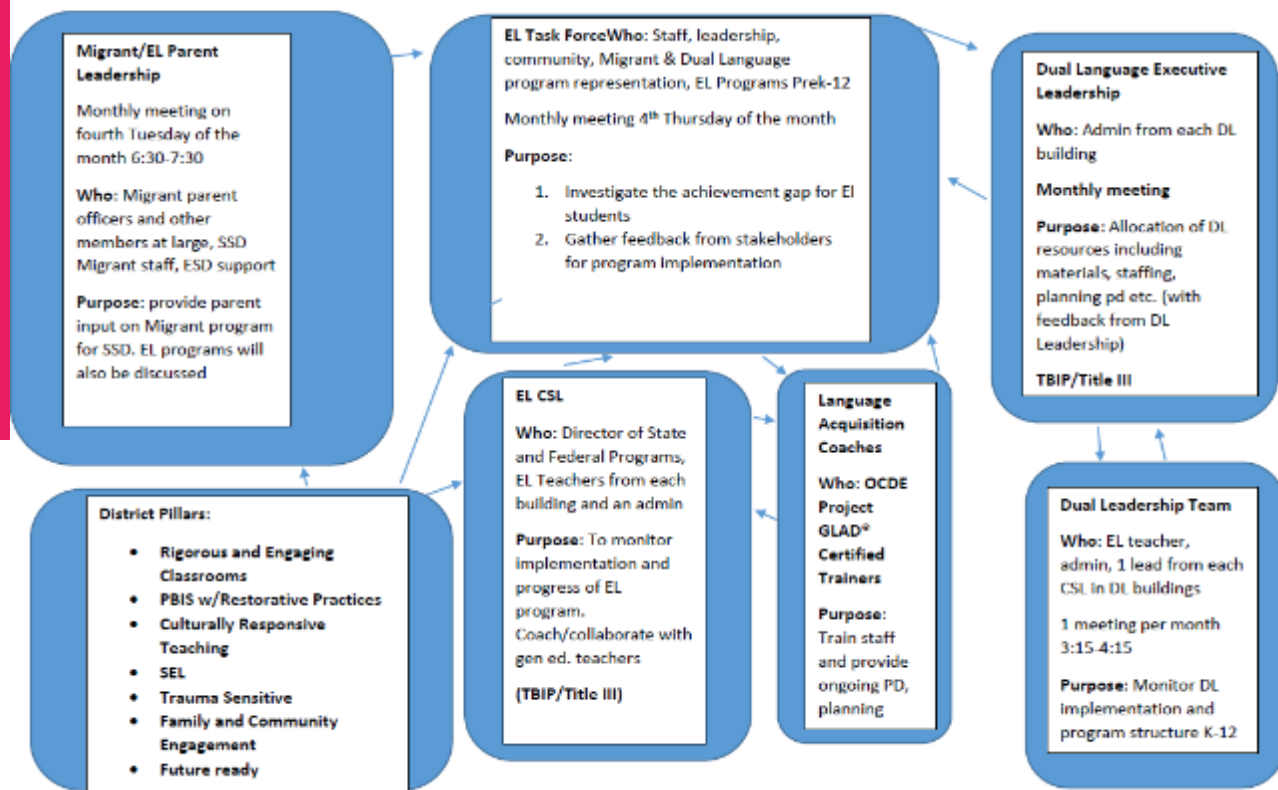 Migrant/EL Parent
Leadership
Monthly meeting on
fourth Tuesday of the
month 6:30-7:30
Who: Migrant parent
officers and other
members at large, SSD
Migrant staff, ESD support
Purpose: provide parent
input on Migrant program
for SSD. EL programs will
also be discussed
EL Task ForceWho: Staff, leadership,
community, Migrant & Dual Language
program representation, EL Programs Prek-12
Monthly meeting 4th Thursday of the month
Purpose:
1. Investigate the achievement gap for El
students
2. Gather feedback from stakeholders
for program implementation
Dual Language Executive
Leadership
Who: Admin from each DL
building
Monthly meeting
Purpose: Allocation of DL
resources including
materials, staffing,
planning pd etc. (with
feedback from DL
Leadership)
TBIP/Title III
District Pillars:
• Rigorous and Engaging
Classrooms
• PBIS w/Restorative Practices
• Culturally Responsive
Teaching
• SEL
• Trauma Sensitive
• Family and Community
Engagement
• Future ready
EL CSL
Who: Director of State
and Federal Programs,
EL Teachers from each
building and an admin
Purpose: To monitor
implementation and
progress of EL
program.
Coach/collaborate with
gen ed. teachers
(TBIP/Title III)
Language
Acquisition
Coaches
Who: OCDE
Project
GLAD®
Certified
Trainers
Purpose:
Train staff
and provide
ongoing PD,
planning
Dual Leadership Team
Who: EL teacher,
admin, 1 lead from each
CSL in DL buildings
1 meeting per month
3:15-4:15
Purpose: Monitor DL
implementation and
program structure K-12